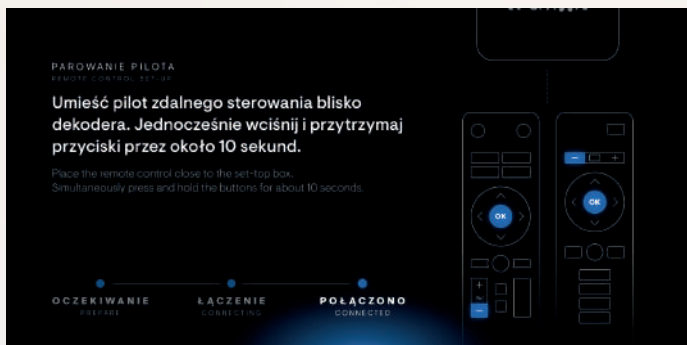 PAROWANIE PILOTA
REMOTE CONTROL SET-UP
Umieść pilot zdalnego sterowania blisko
dekodera. Jednocześnie wciśnij i przytrzymaj
przyciski przez około 10 sekund.
Place the remote control close to the set-top box.
Simultaneously press and hold the buttons for about 10 seconds.
OK
OK
OCZEKIWANIE
PREPARE
ŁĄCZENIE
CONNECTING
POŁĄCZONO
CONNECTED